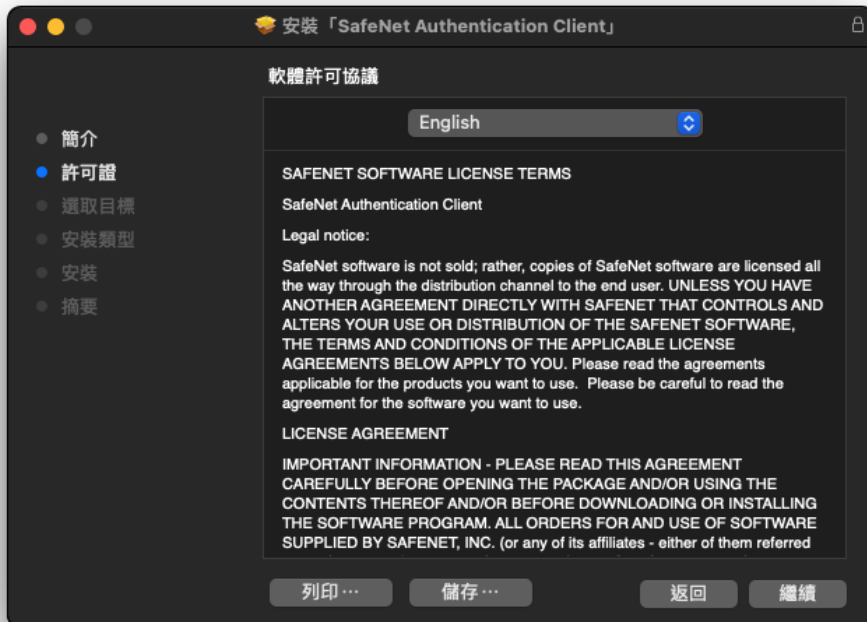 安裝「SafeNet Authentication Client」
軟體許可協議
簡介
許可證
選取目標
安裝類型
安裝
摘要
English
SAFENET SOFTWARE LICENSE TERMS
SafeNet Authentication Client
Legal notice:
SafeNet software is not sold; rather, copies of SafeNet software are licensed all
the way through the distribution channel to the end user. UNLESS YOU HAVE
ANOTHER AGREEMENT DIRECTLY WITH SAFENET THAT CONTROLS AND
ALTERS YOUR USE OR DISTRIBUTION OF THE SAFENET SOFTWARE,
THE TERMS AND CONDITIONS OF THE APPLICABLE LICENSE
AGREEMENTS BELOW APPLY TO YOU. Please read the agreements
applicable for the products you want to use.  Please be careful to read the
agreement for the software you want to use.
LICENSE AGREEMENT
IMPORTANT INFORMATION - PLEASE READ THIS AGREEMENT
CAREFULLY BEFORE OPENING THE PACKAGE AND/OR USING THE
CONTENTS THEREOF AND/OR BEFORE DOWNLOADING OR INSTALLING
THE SOFTWARE PROGRAM. ALL ORDERS FOR AND USE OF SOFTWARE
SUPPLIED BY SAFENET, INC. (or any of its affiliates - either of them referred
列印⋯
儲存⋯
返回
繼續